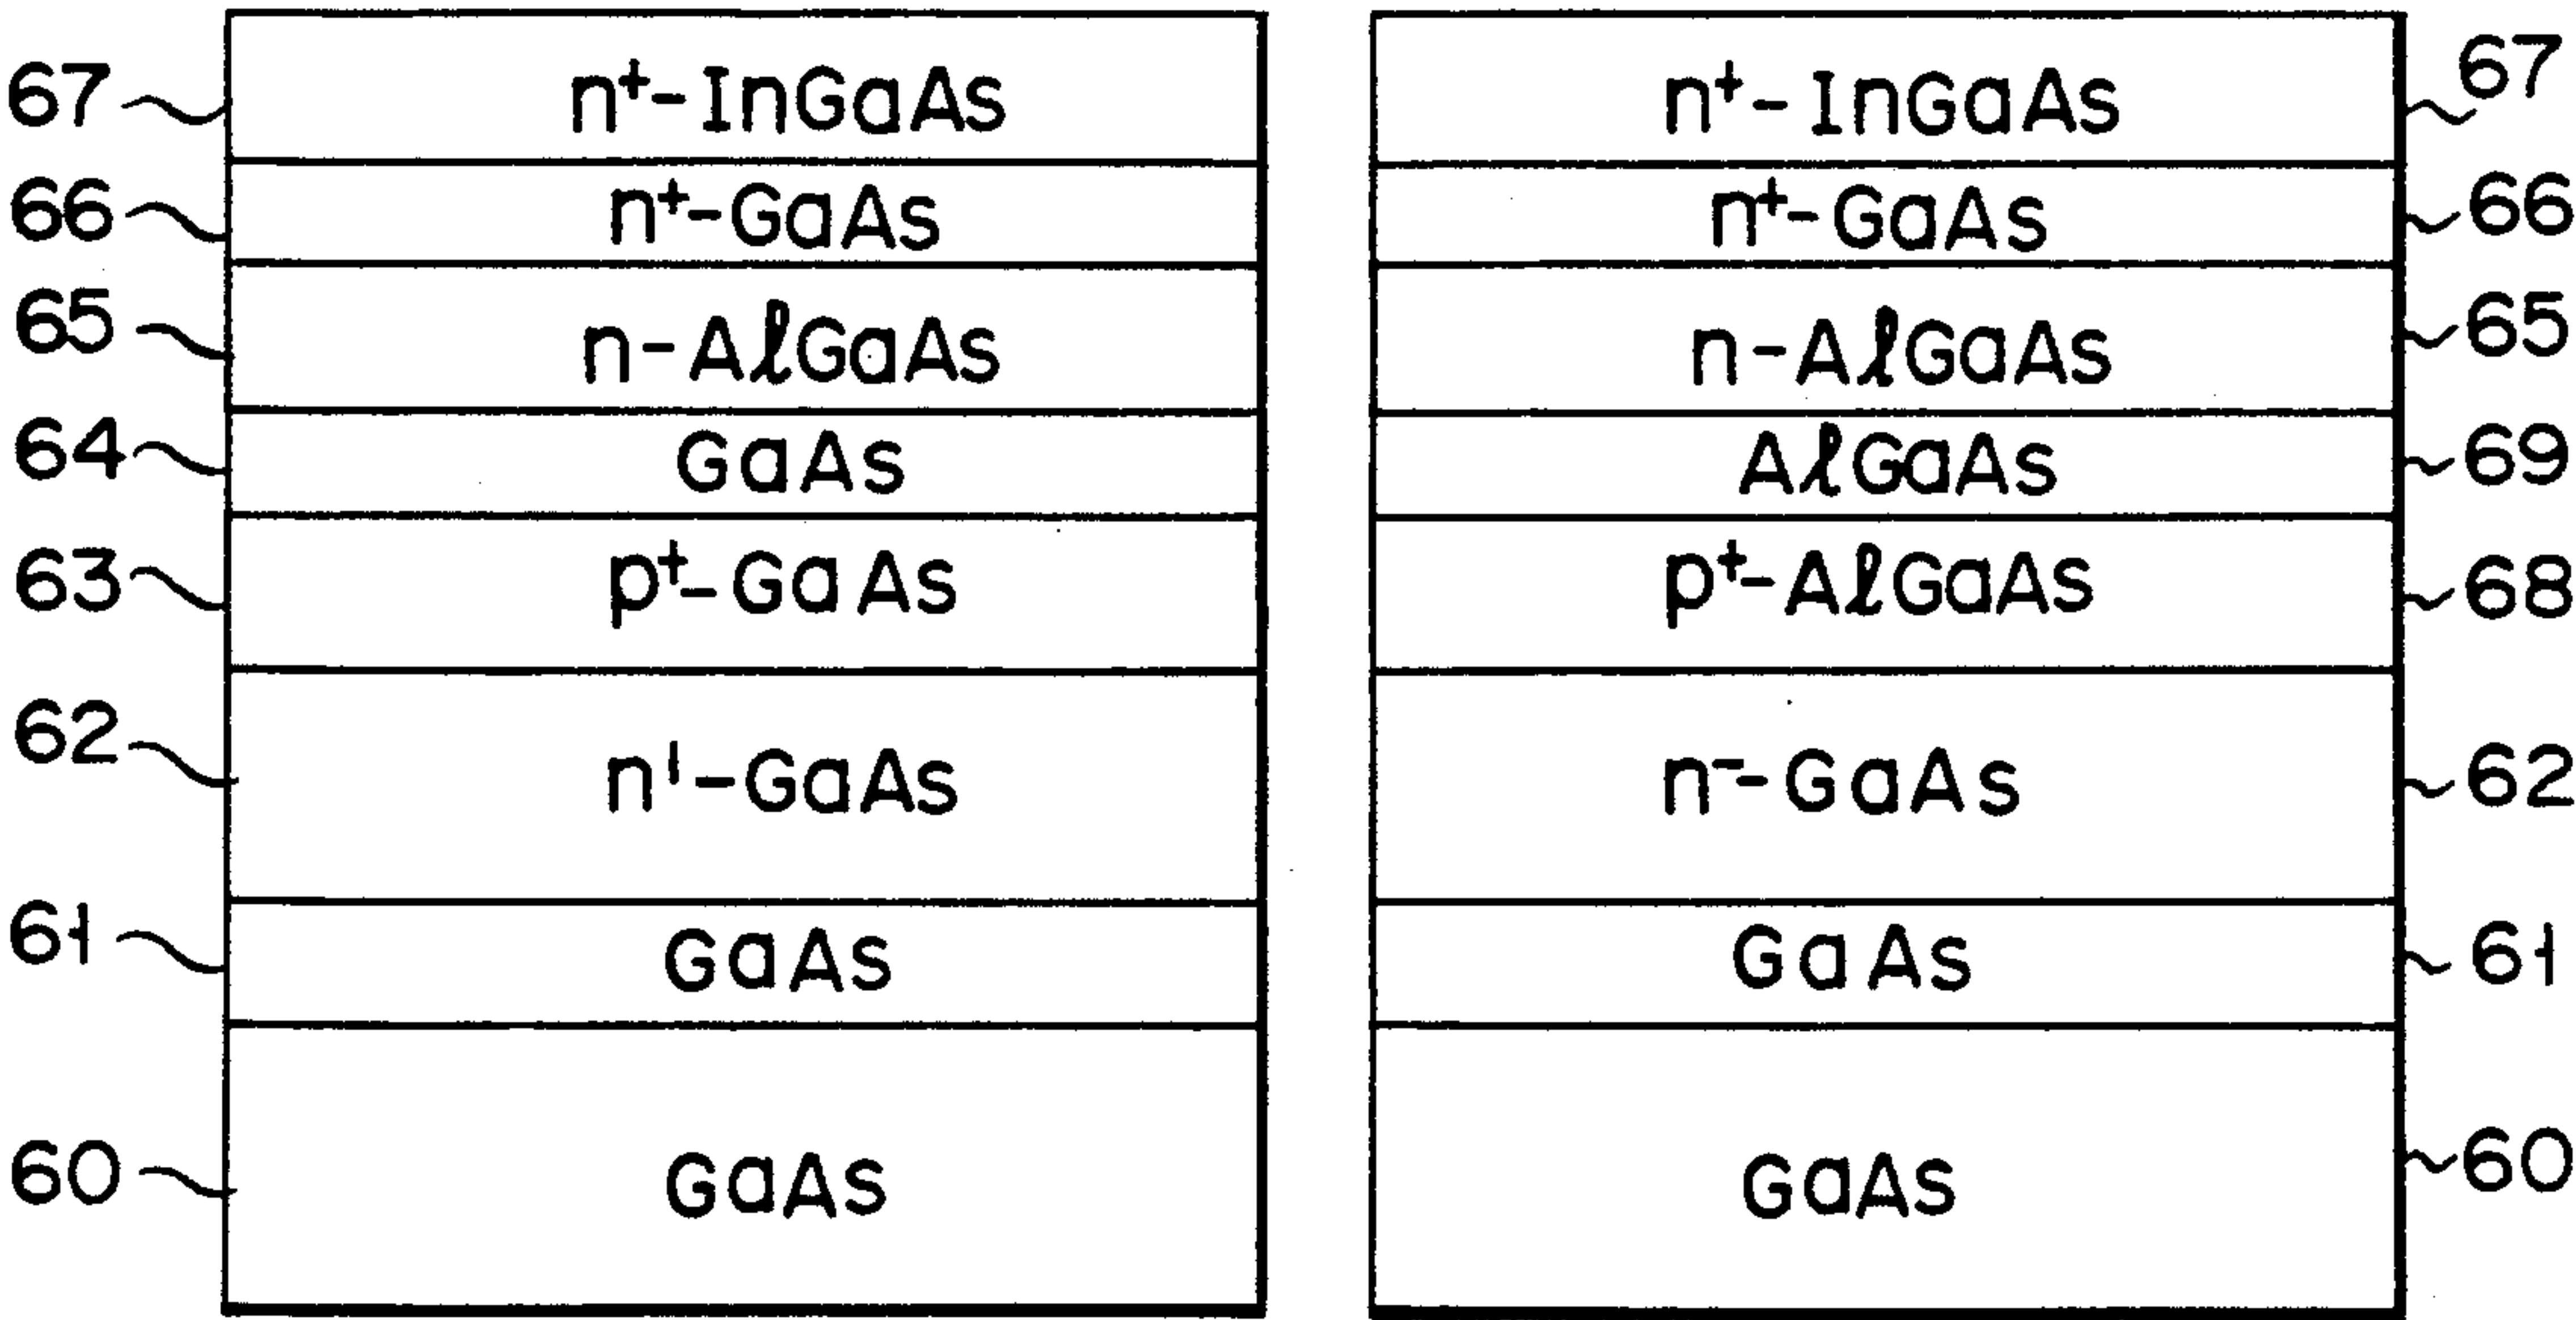 67 n⁺-InGaAs
66 n⁺-GaAs
65 n-AlGaAs
64 GaAs
63 p⁺-GaAs
62 nˡ-GaAs
61 GaAs
60 GaAs
n⁺-InGaAs 67
n⁺-GaAs 66
n-AlGaAs 65
AlGaAs 69
p⁺-AlGaAs 68
n⁻-GaAs 62
GaAs 61
GaAs 60